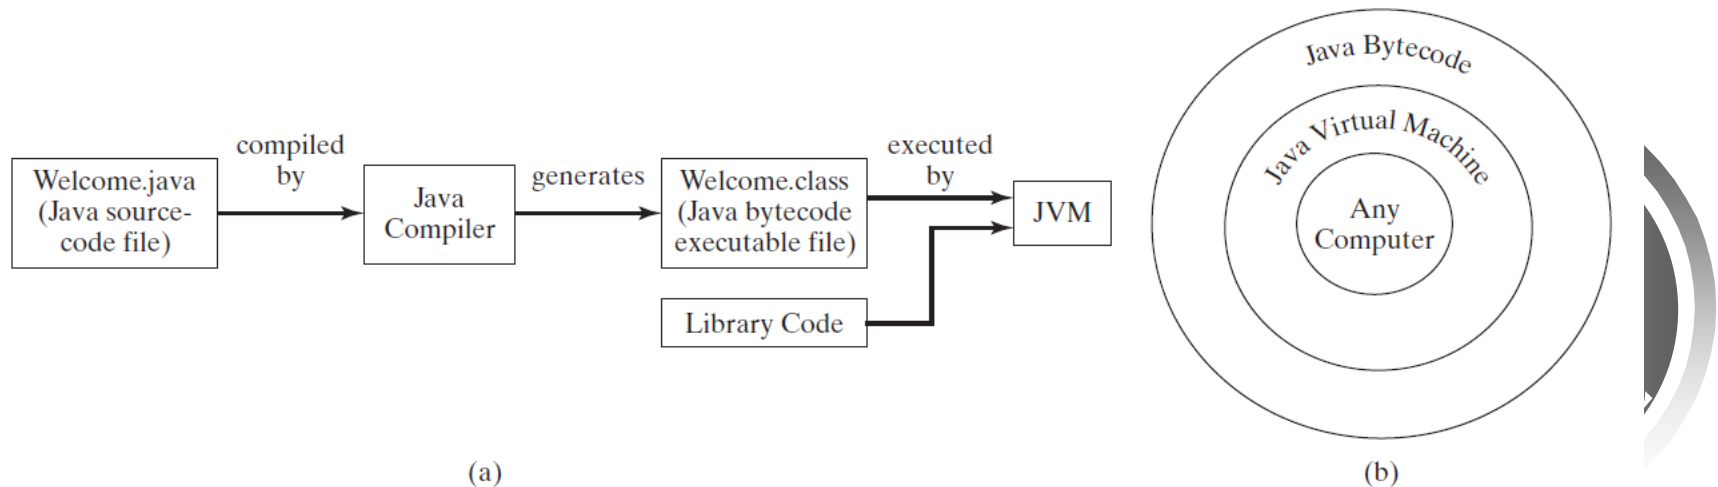 compiled
by
Welcome.java
(Java source-
code file)
Java
Compiler
generates
Welcome.class
(Java bytecode
executable file)
executed
by
JVM
Library Code
(a)
Java Bytecode
Java Virtual Machine
Any
Computer
(b)